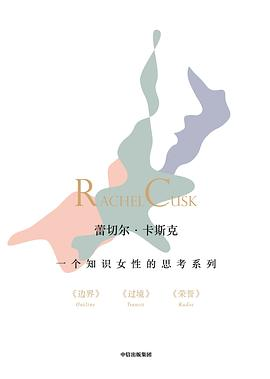 RACHEL CUSK
蕾切尔·卡斯克
一个知识女性的思考系列
《边界》 《过境》 《荣誉》
Outline Transit Kudos
中信出版集团